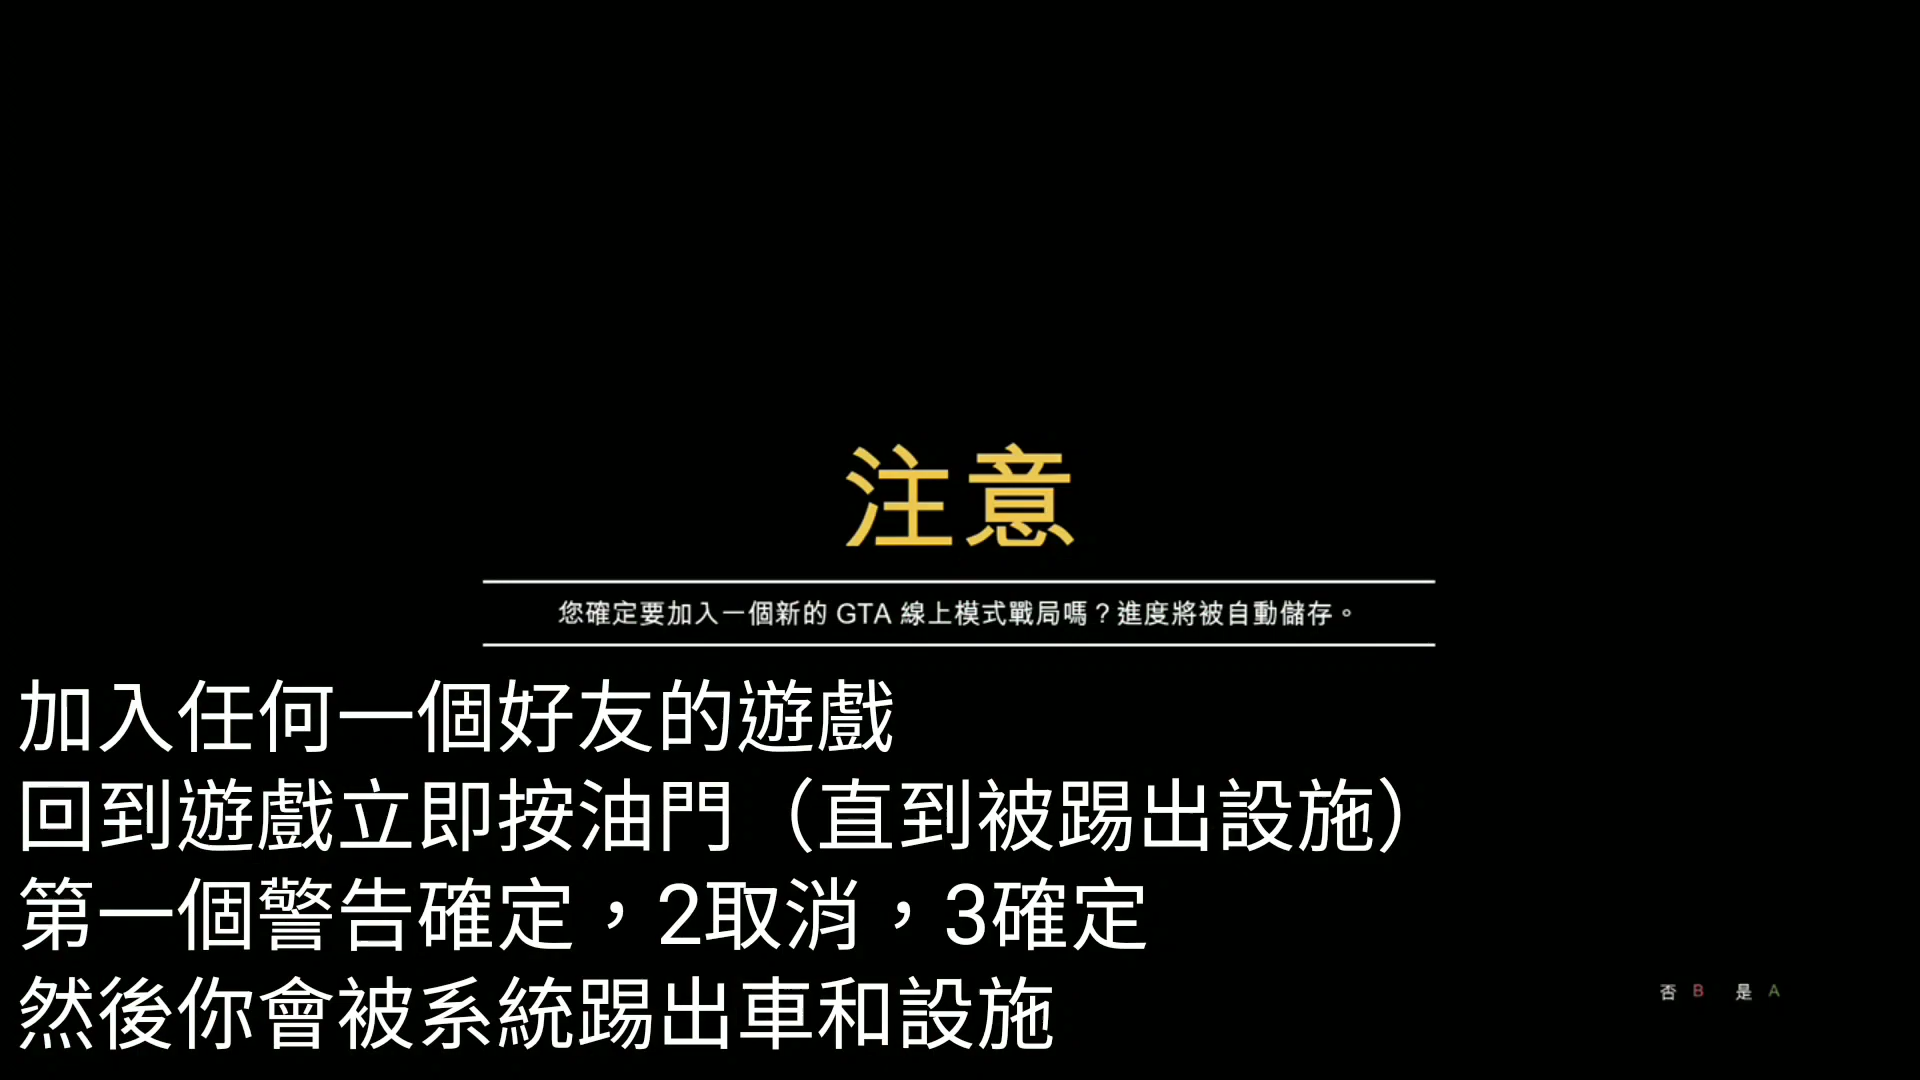 注意
您確定要加入一個新的 GTA 線上模式戰局嗎？進度將被自動儲存。
加入任何一個好友的遊戲
回到遊戲立即按油門（直到被踢出設施）
第一個警告確定，2取消，3確定
然後你會被系統踢出車和設施
否 B 是 A